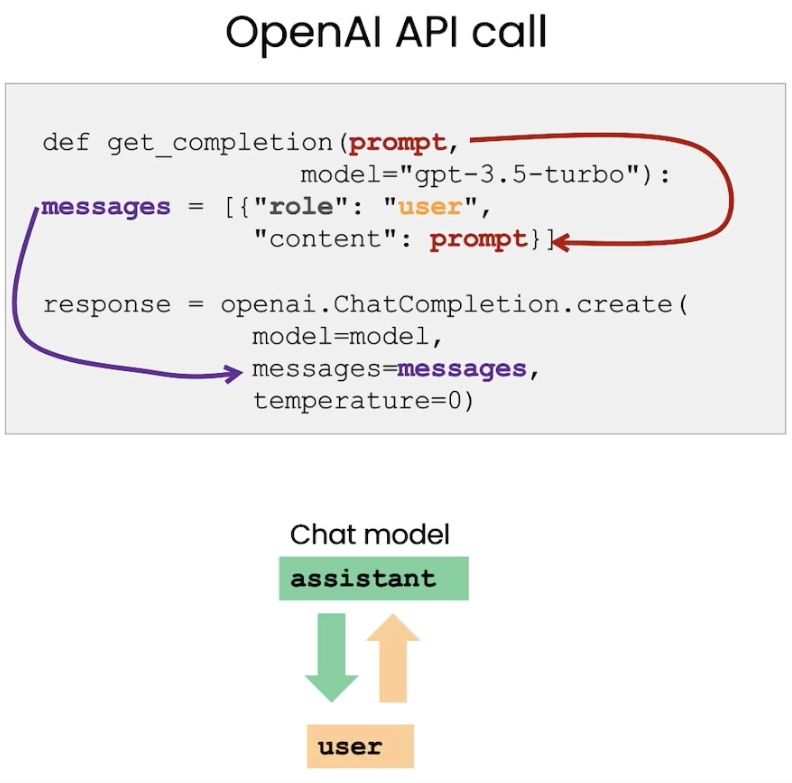 OpenAI API call
def get_completion(prompt,
model="gpt-3.5-turbo"):
messages = [{"role": "user",
"content": prompt}]
response = openai.ChatCompletion.create(
model=model,
messages=messages,
temperature=0)
Chat model
assistant
user